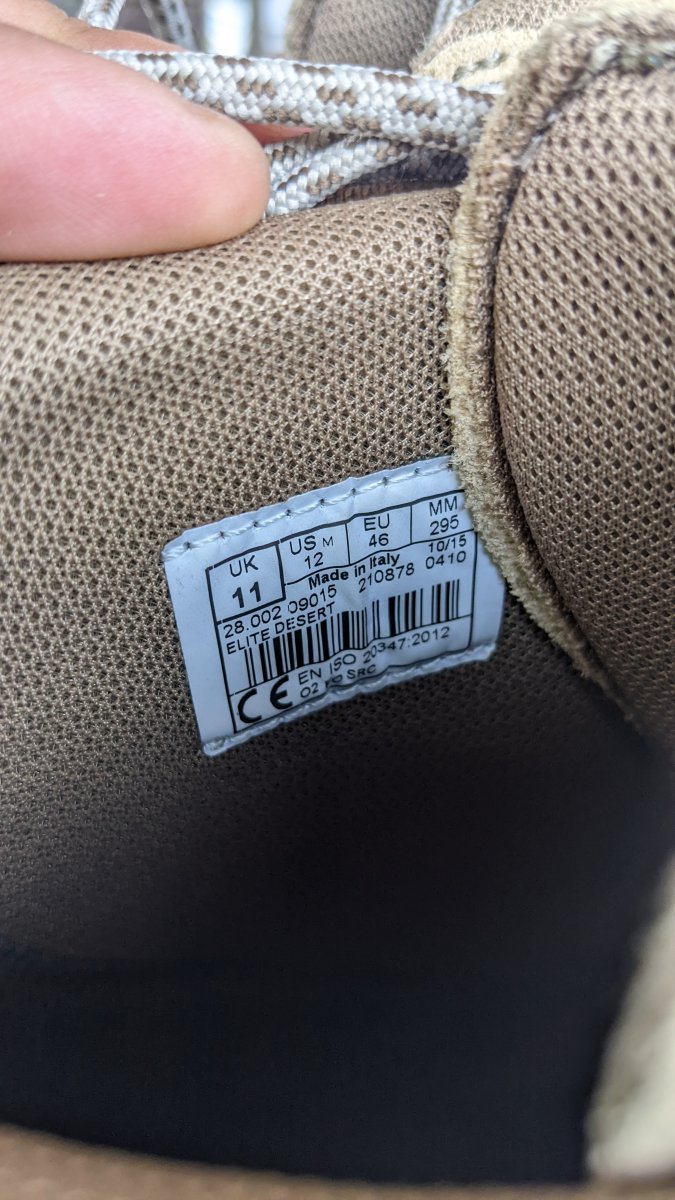 UK US M EU MM
11 12 46 295
Made in Italy 10/15
28.002 09015 210878 0410
ELITE DESERT
CE EN ISO 20347:2012
O2 SRC